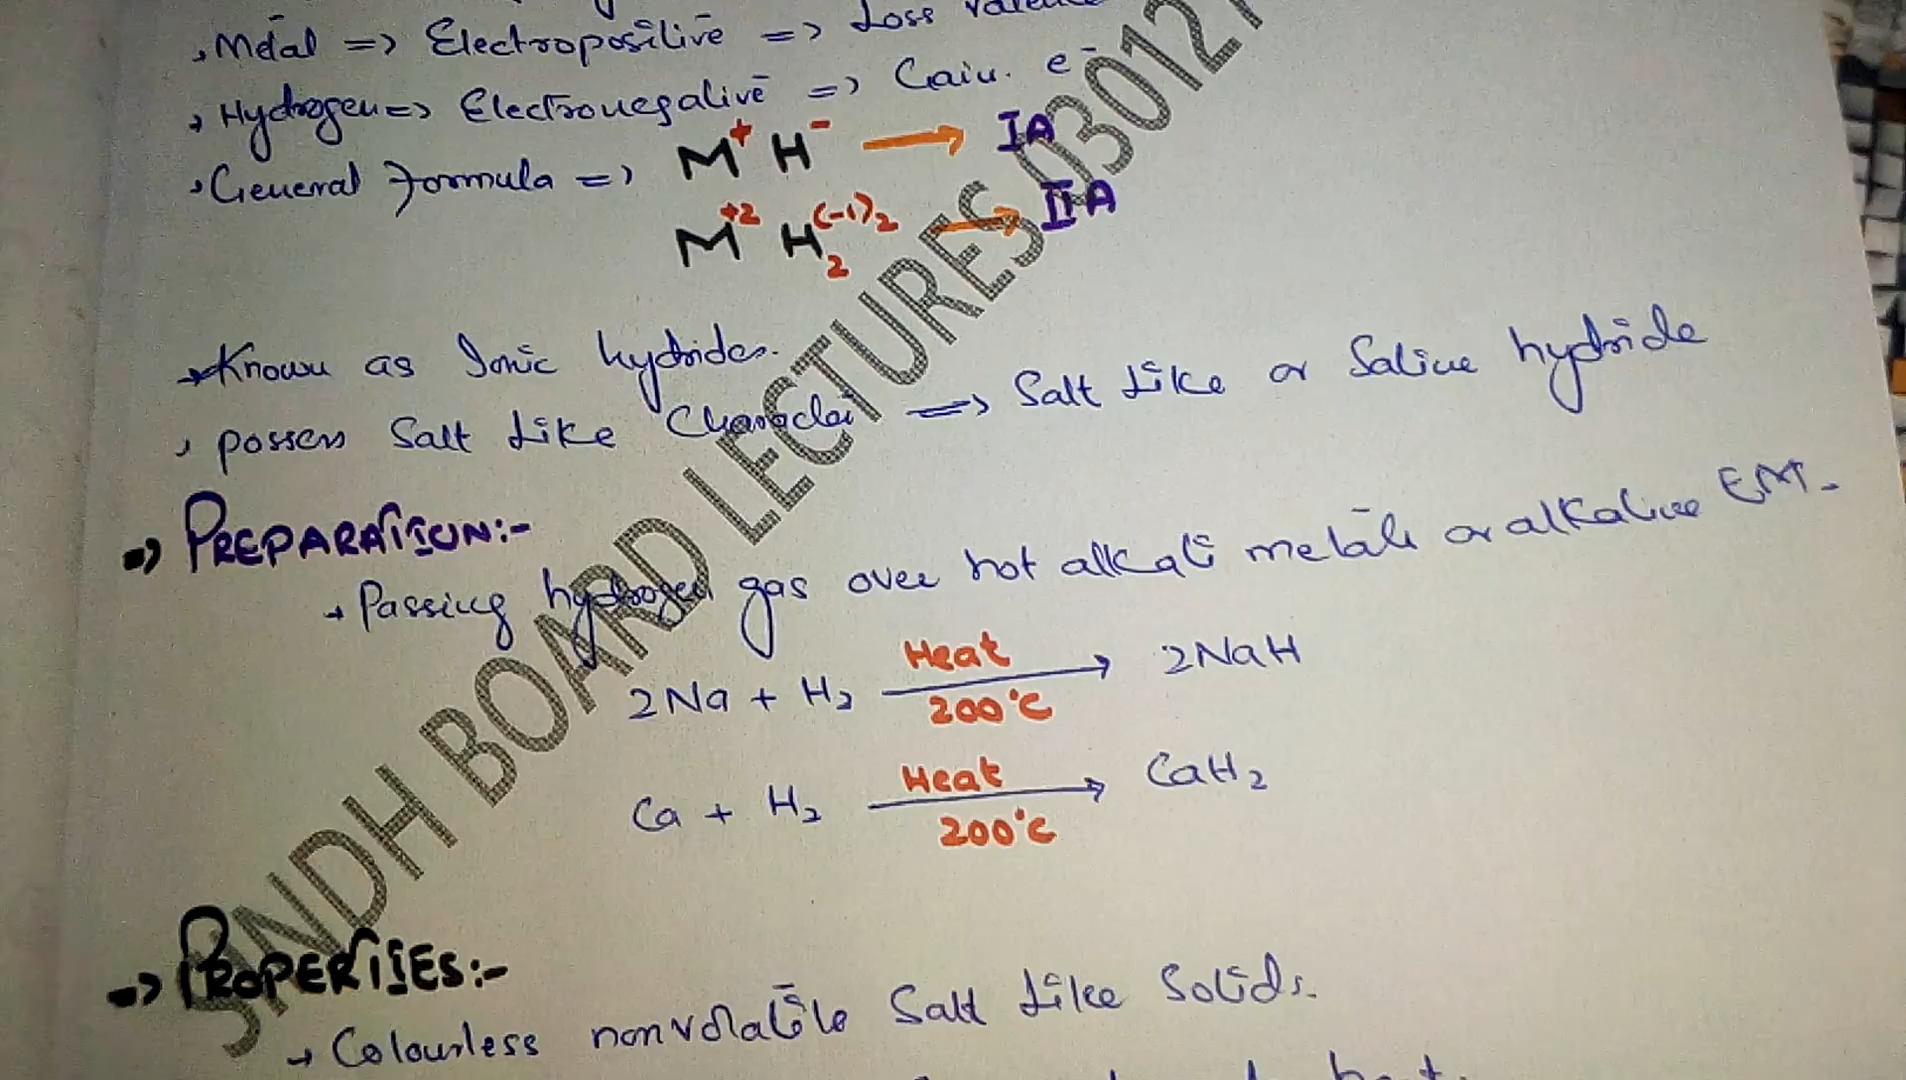 Metal => Electropositive => Loss
Hydrogen => Electronegative => Gain. e⁻
General Formula => M⁺ H⁻ → IA
M⁺² H₂⁽⁻¹⁾² → IIA
Known as Ionic hydrides.
possess Salt Like => Salt Like or Saline hydride
=> PREPARATION:-
→ Passing hydrogen gas over hot alkali metals or alkaline E.M.
2Na + H₂ Heat 200°C → 2NaH
Ca + H₂ Heat 200°C → CaH₂
=> PROPERTIES:-
→ Colourless nonvolatile Salt Like Solids.
SINDH BOARD LECTURES 03012